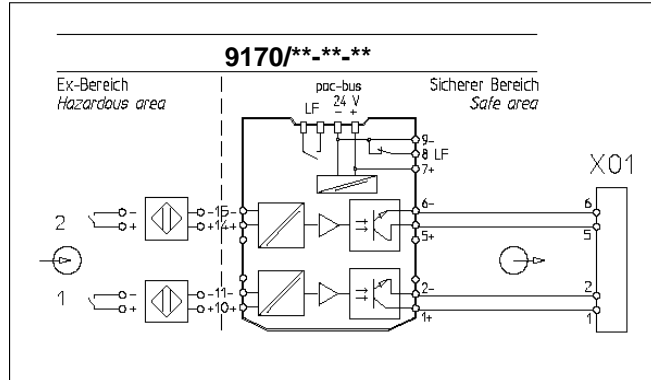 9170/**-**-**
Ex-Bereich
Hazardous area
pac-bus
Sicherer Bereich
Safe area
LF
24 V
- +
9-
8 LF
7+
X01
2
- -
+ +
-15-
-14+
6-
5+
6
5
1
- -
+ +
-11-
-10+
2-
1+
2
1